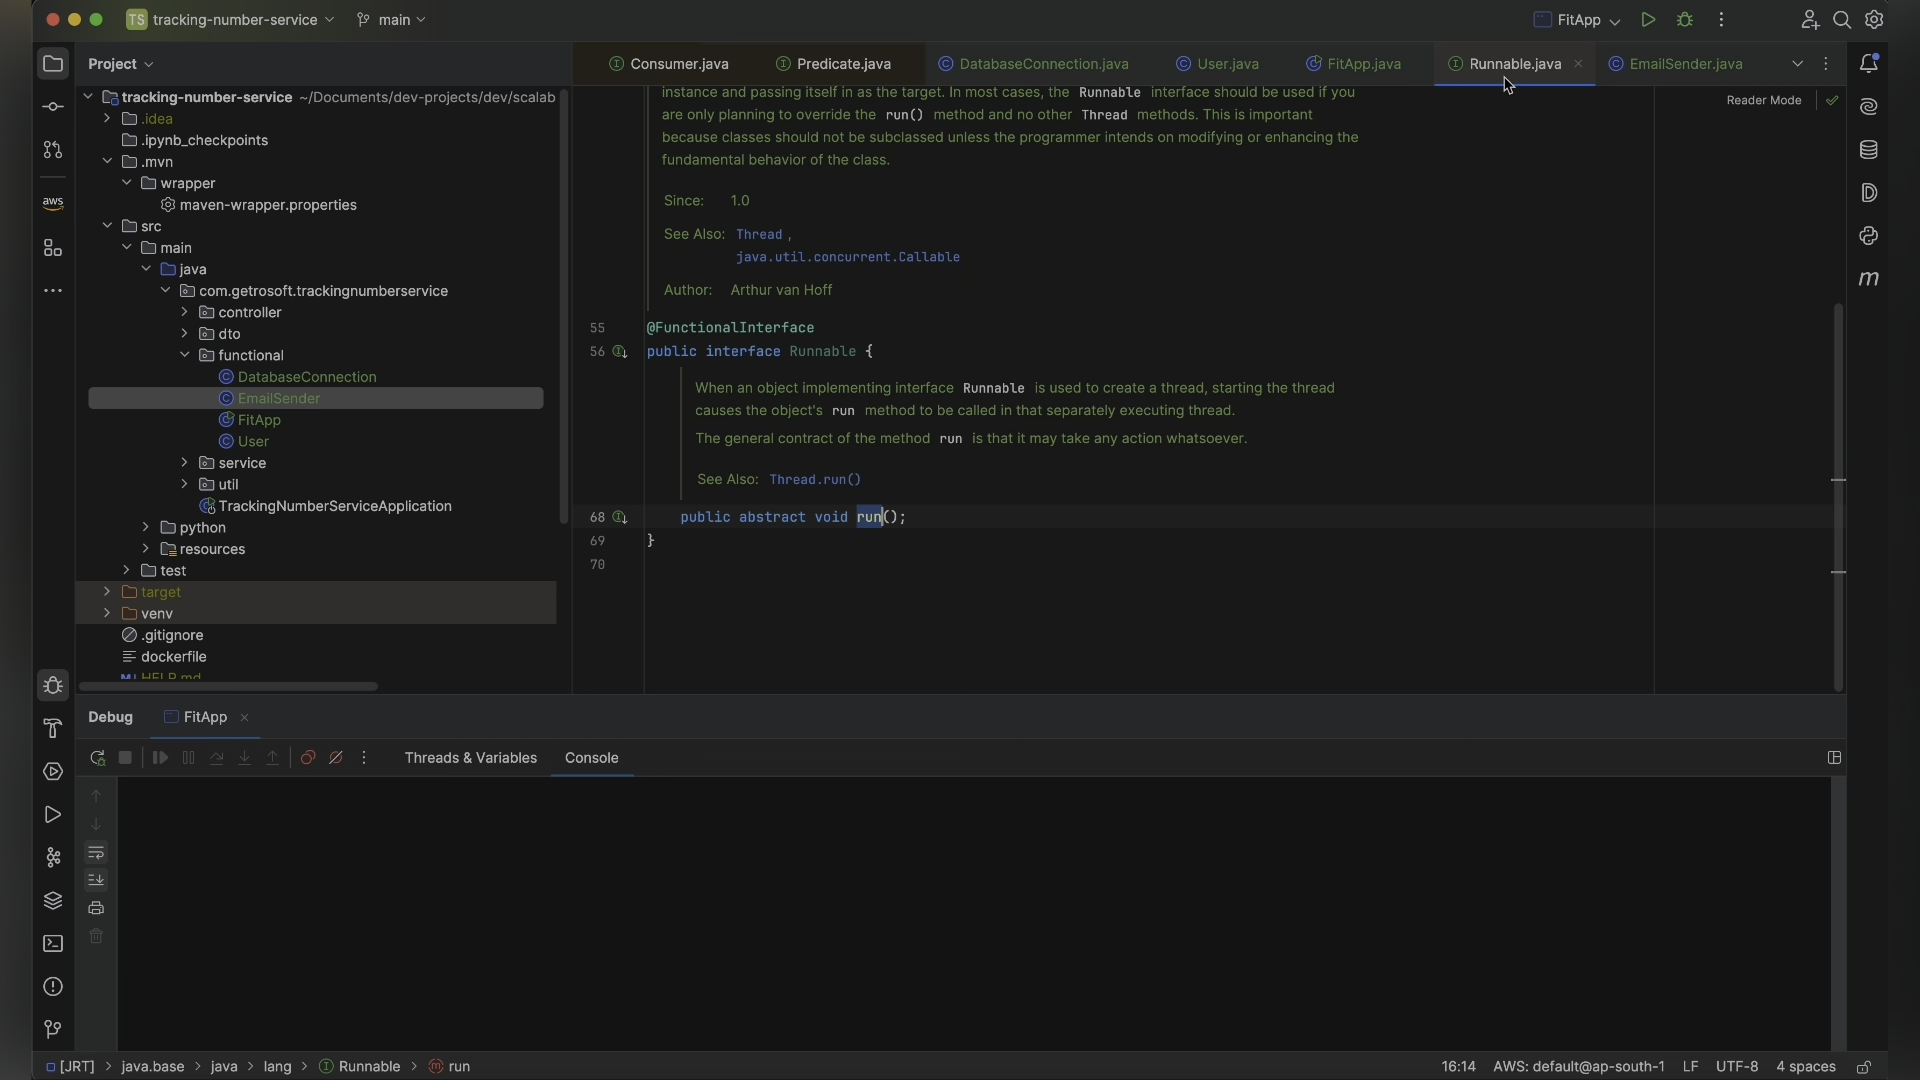 TS tracking-number-service main FitApp
Project
Consumer.java Predicate.java DatabaseConnection.java User.java FitApp.java Runnable.java EmailSender.java
tracking-number-service ~/Documents/dev-projects/dev/scalab
.idea
.ipynb_checkpoints
.mvn
wrapper
maven-wrapper.properties
src
main
java
com.getrosoft.trackingnumberservice
controller
dto
functional
DatabaseConnection
EmailSender
FitApp
User
service
util
TrackingNumberServiceApplication
python
resources
test
target
venv
.gitignore
dockerfile
HELP.md
aws
instance and passing itself in as the target. In most cases, the Runnable interface should be used if you
are only planning to override the run() method and no other Thread methods. This is important
because classes should not be subclassed unless the programmer intends on modifying or enhancing the
fundamental behavior of the class.
Reader Mode
Since: 1.0
See Also: Thread ,
java.util.concurrent.Callable
Author: Arthur van Hoff
55 @FunctionalInterface
56 public interface Runnable {
When an object implementing interface Runnable is used to create a thread, starting the thread
causes the object's run method to be called in that separately executing thread.
The general contract of the method run is that it may take any action whatsoever.
See Also: Thread.run()
68 public abstract void run();
69 }
70
Debug FitApp
Threads & Variables Console
[JRT] > java.base > java > lang > Runnable > run
16:14 AWS: default@ap-south-1 LF UTF-8 4 spaces